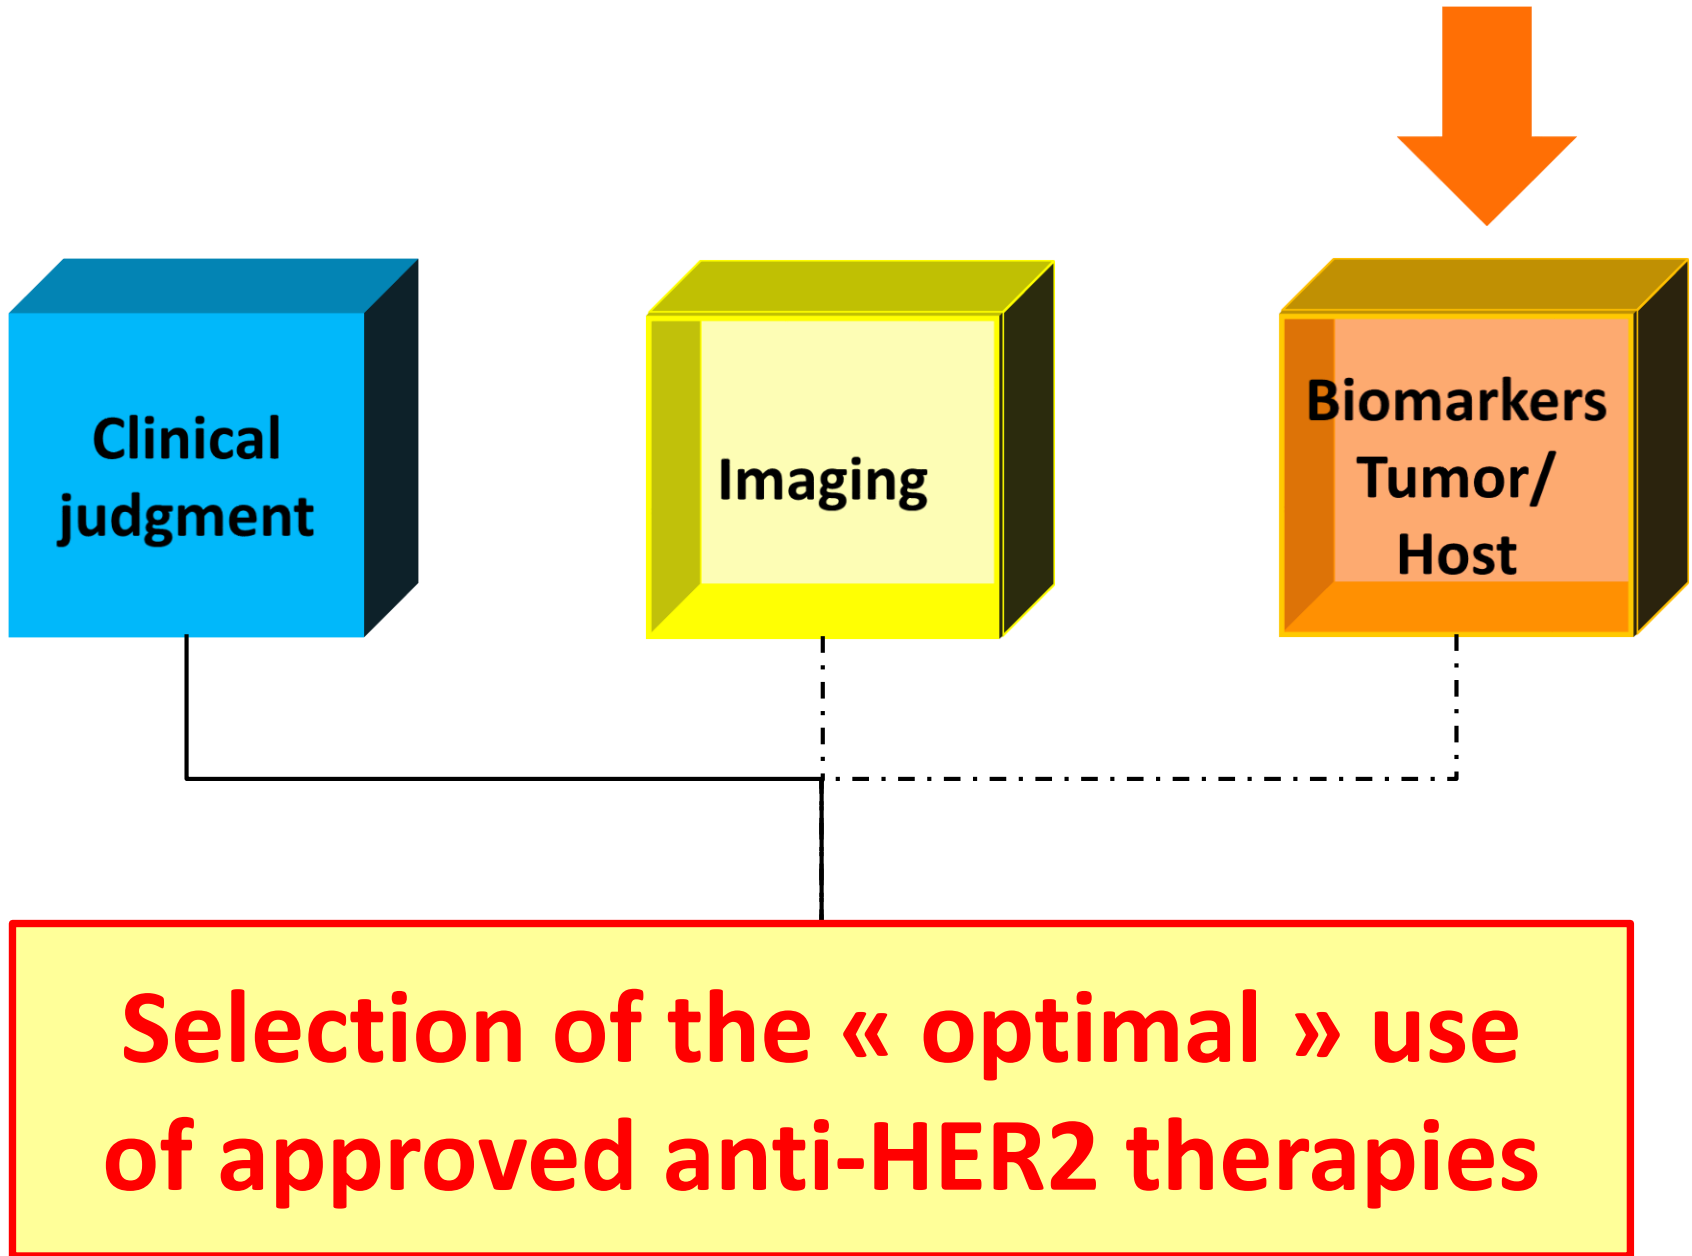 Clinical
judgment
Imaging
Biomarkers
Tumor/
Host
Selection of the « optimal » use
of approved anti-HER2 therapies